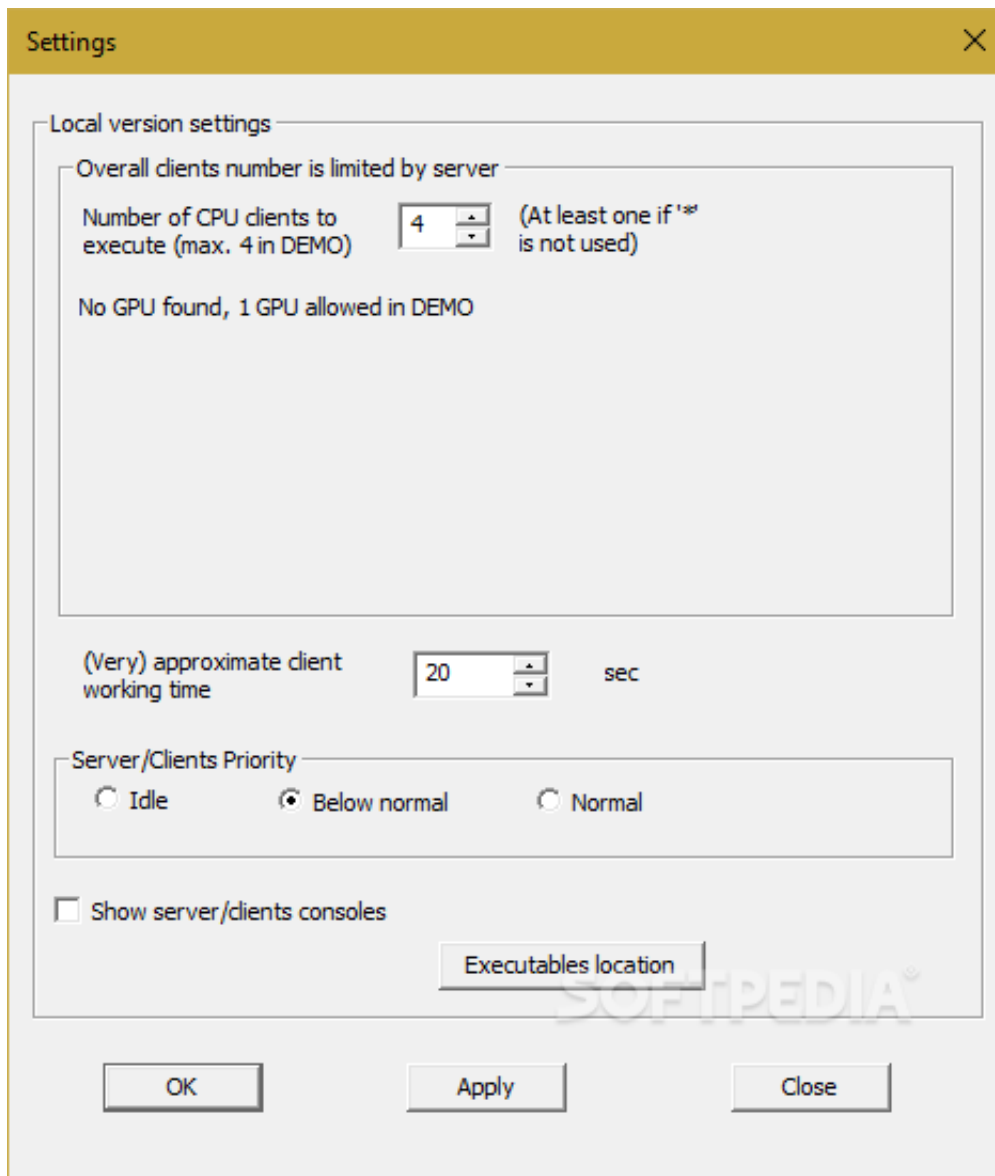 Settings
Local version settings
Overall clients number is limited by server
Number of CPU clients to
execute (max. 4 in DEMO)
4
(At least one if '*'
is not used)
No GPU found, 1 GPU allowed in DEMO
(Very) approximate client
working time
20
sec
Server/Clients Priority
Idle
Below normal
Normal
Show server/clients consoles
Executables location
SOFTPEDIA®
OK
Apply
Close